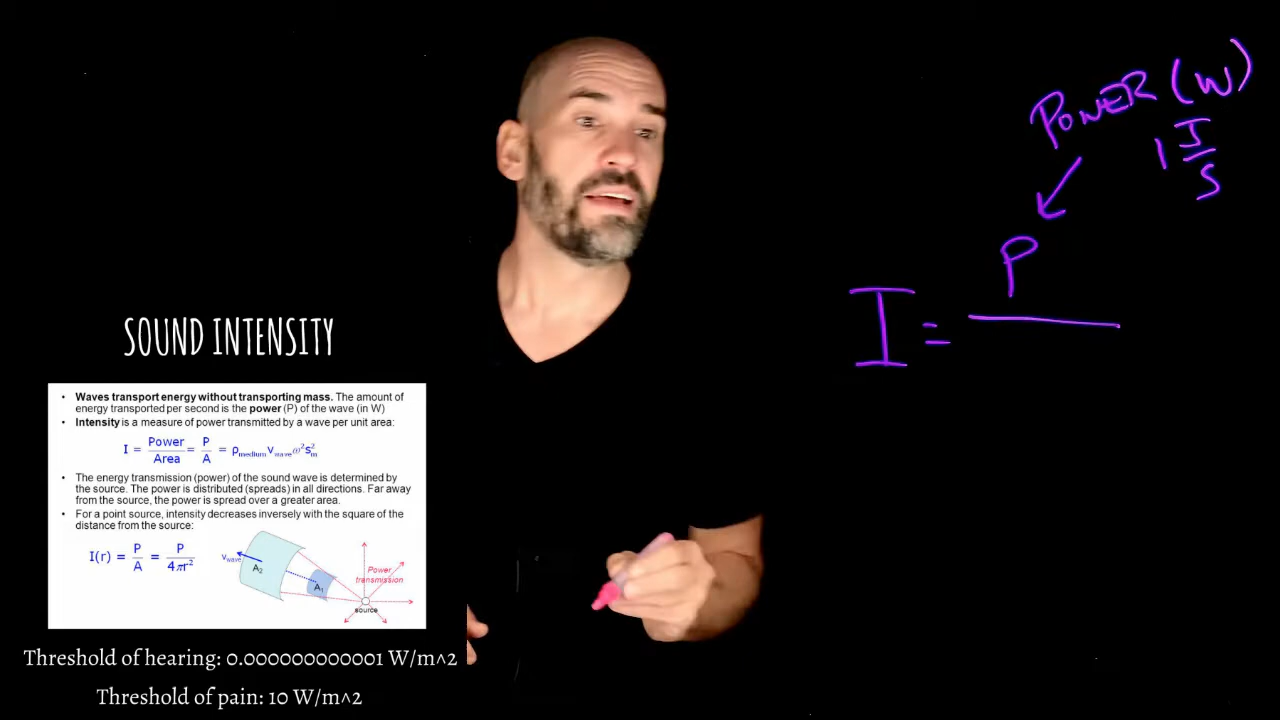 SOUND INTENSITY
• Waves transport energy without transporting mass. The amount of
energy transported per second is the power (P) of the wave (in W)
• Intensity is a measure of power transmitted by a wave per unit area:
I = Power/Area = P/A = ρmedium vwave ω²s²m
• The energy transmission (power) of the sound wave is determined by
the source. The power is distributed (spreads) in all directions. Far away
from the source, the power is spread over a greater area.
• For a point source, intensity decreases inversely with the square of the
distance from the source:
I(r) = P/A = P/4πr²
vwave
A2
A1
Power
transmission
source
Threshold of hearing: 0.000000000001 W/m^2
Threshold of pain: 10 W/m^2
POWER (W)
1 J/S
P
I =